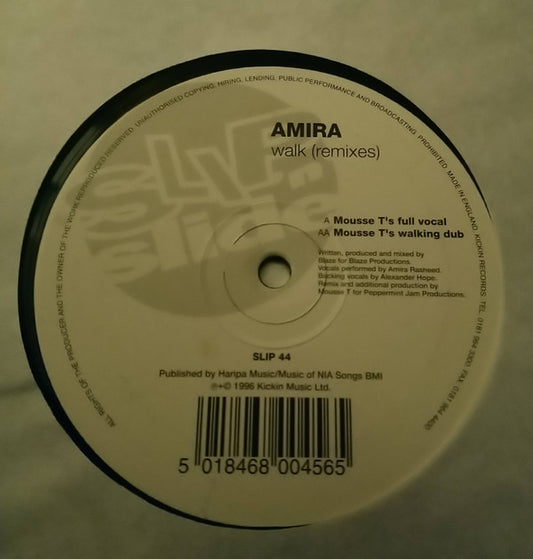 ALL RIGHTS OF THE PRODUCER AND THE OWNER OF THE WORK REPRODUCED RESERVED. UNAUTHORISED COPYING, HIRING, LENDING, PUBLIC PERFORMANCE AND BROADCASTING PROHIBITED. MADE IN ENGLAND. KICKIN RECORDS TEL. 0181 964 3300 FAX. 0181 964 4400
slip
n
slide
AMIRA
walk (remixes)
A Mousse T's full vocal
AA Mousse T's walking dub
Written, produced and mixed by
Blaze for Blaze Productions.
Vocals performed by Amira Rasheed.
Backing vocals by Alexander Hope.
Remix and additional production by
Mousse T for Peppermint Jam Productions.
SLIP 44
Published by Haripa Music/Music of NIA Songs BMI
℗+© 1996 Kickin Music Ltd.
5 018468 004565